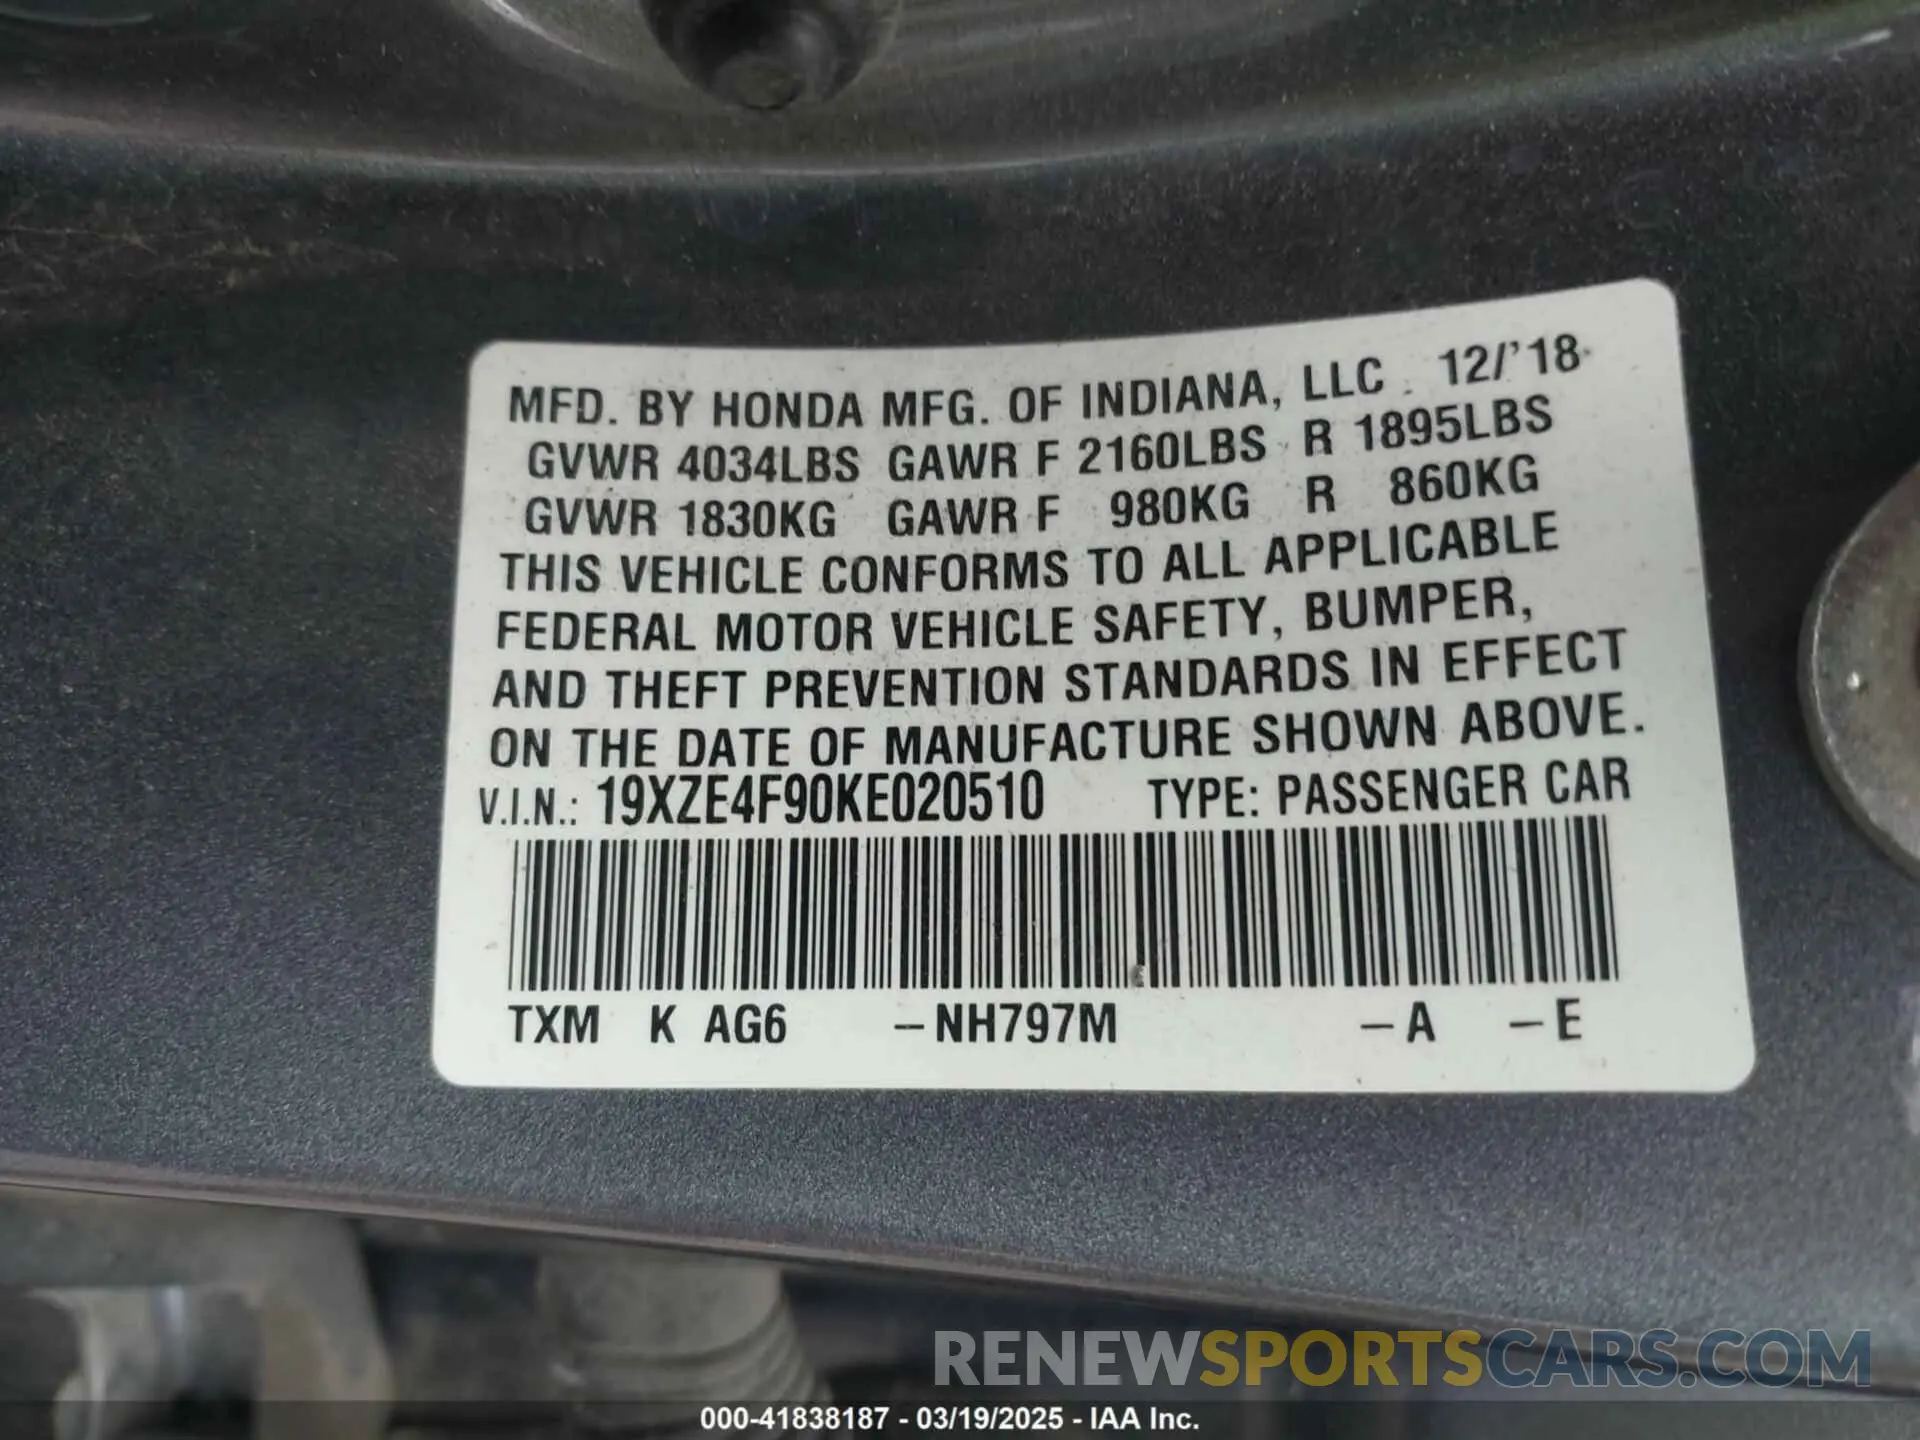 MFD. BY HONDA MFG. OF INDIANA, LLC . 12/'18
GVWR 4034LBS GAWR F 2160LBS R 1895LBS
GVWR 1830KG GAWR F 980KG R 860KG
THIS VEHICLE CONFORMS TO ALL APPLICABLE
FEDERAL MOTOR VEHICLE SAFETY, BUMPER,
AND THEFT PREVENTION STANDARDS IN EFFECT
ON THE DATE OF MANUFACTURE SHOWN ABOVE.
V.I.N.: 19XZE4F90KE020510 TYPE: PASSENGER CAR
TXM K AG6 –NH797M –A –E
RENEWSPORTSCARS.COM
000-41838187 - 03/19/2025 - IAA Inc.